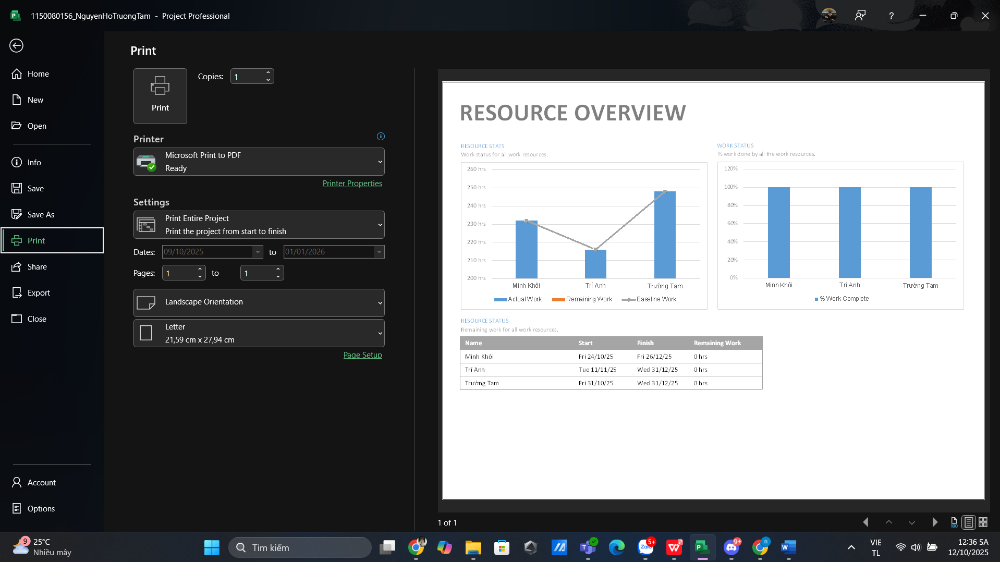 1150080156_NguyenHoTruongTam - Project Professional
Home
New
Open
Info
Save
Save As
Print
Share
Export
Close
Account
Options
Print
Print
Copies:
1
Printer
Microsoft Print to PDF
Ready
Printer Properties
Settings
Print Entire Project
Print the project from start to finish
Dates:
09/10/2025
to
01/01/2026
Pages:
1
to
1
Landscape Orientation
Letter
21,59 cm x 27,94 cm
Page Setup
RESOURCE OVERVIEW
RESOURCE STATS
Work status for all work resources.
260 hrs
250 hrs
240 hrs
230 hrs
220 hrs
210 hrs
200 hrs
Minh Khôi
Trí Anh
Trường Tam
Actual Work
Remaining Work
Baseline Work
WORK STATUS
% work done by all the work resources.
120%
100%
80%
60%
40%
20%
0%
Minh Khôi
Trí Anh
Trường Tam
% Work Complete
RESOURCE STATUS
Remaining work for all work resources.
Name Start Finish Remaining Work
Minh Khôi Fri 24/10/25 Fri 26/12/25 0 hrs
Trí Anh Tue 11/11/25 Wed 31/12/25 0 hrs
Trường Tam Fri 31/10/25 Wed 31/12/25 0 hrs
1 of 1
100
9
25°C
Nhiều mây
Tìm kiếm
Zalo
5+
9+
n
VIE
TL
12:36 SA
12/10/2025